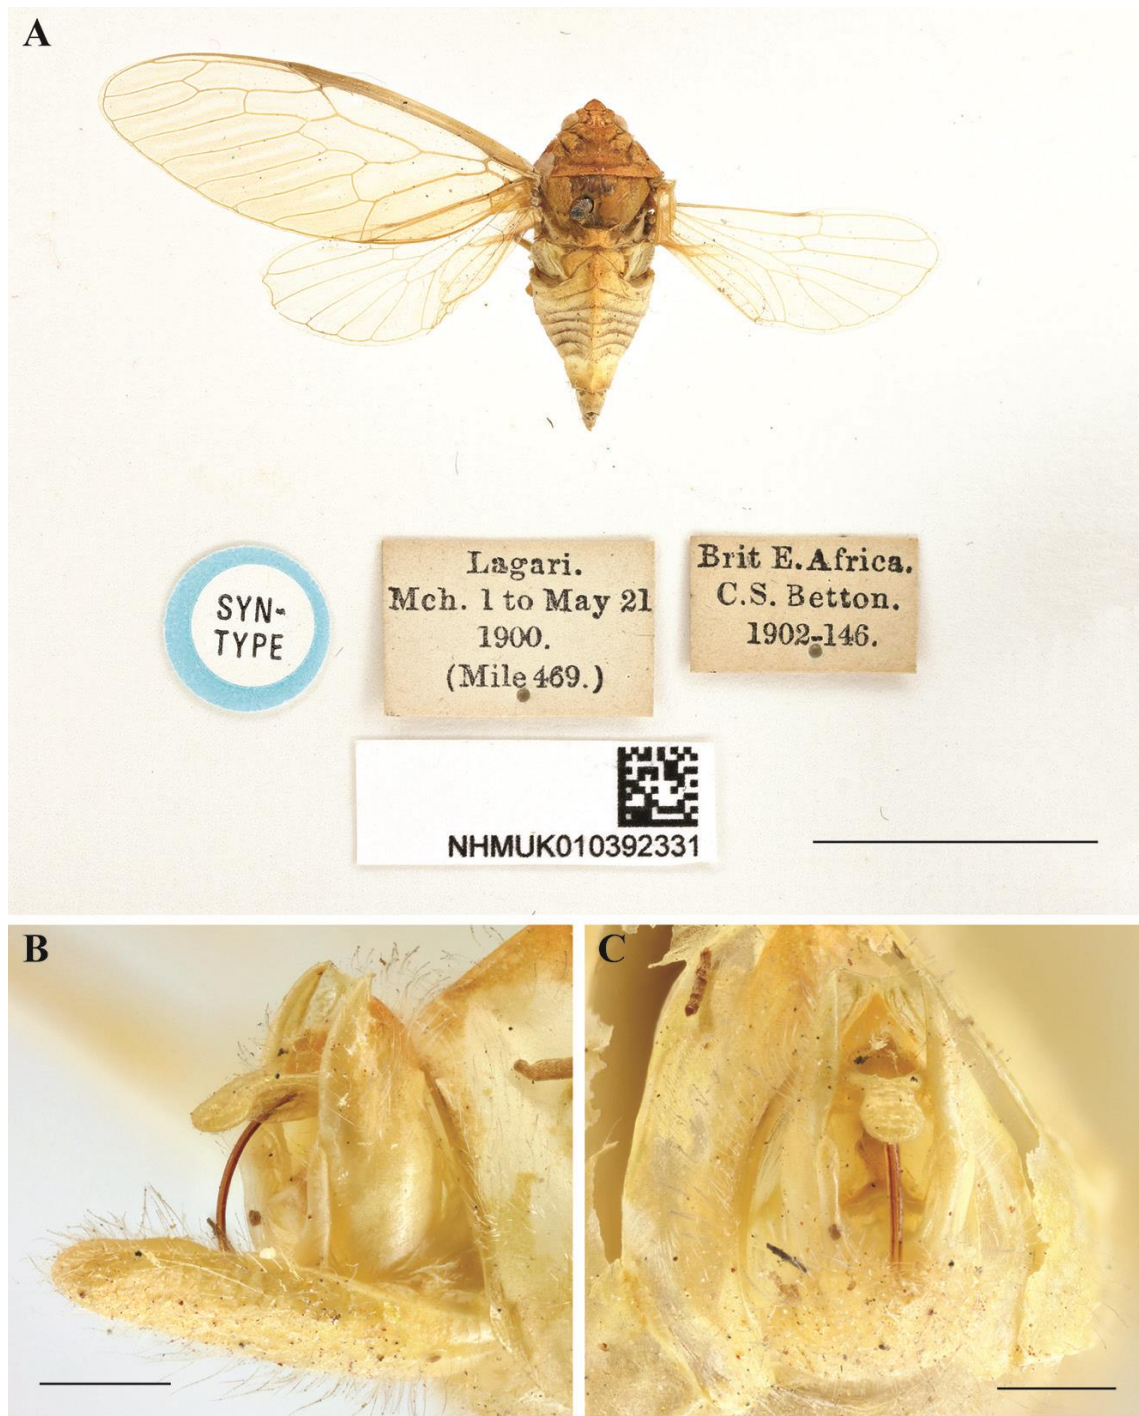 A
SYN-
TYPE
Lagari.
Mch. 1 to May 21
1900.
(Mile 469.)
Brit E. Africa.
C.S. Betton.
1902-146.
NHMUK010392331
B
C